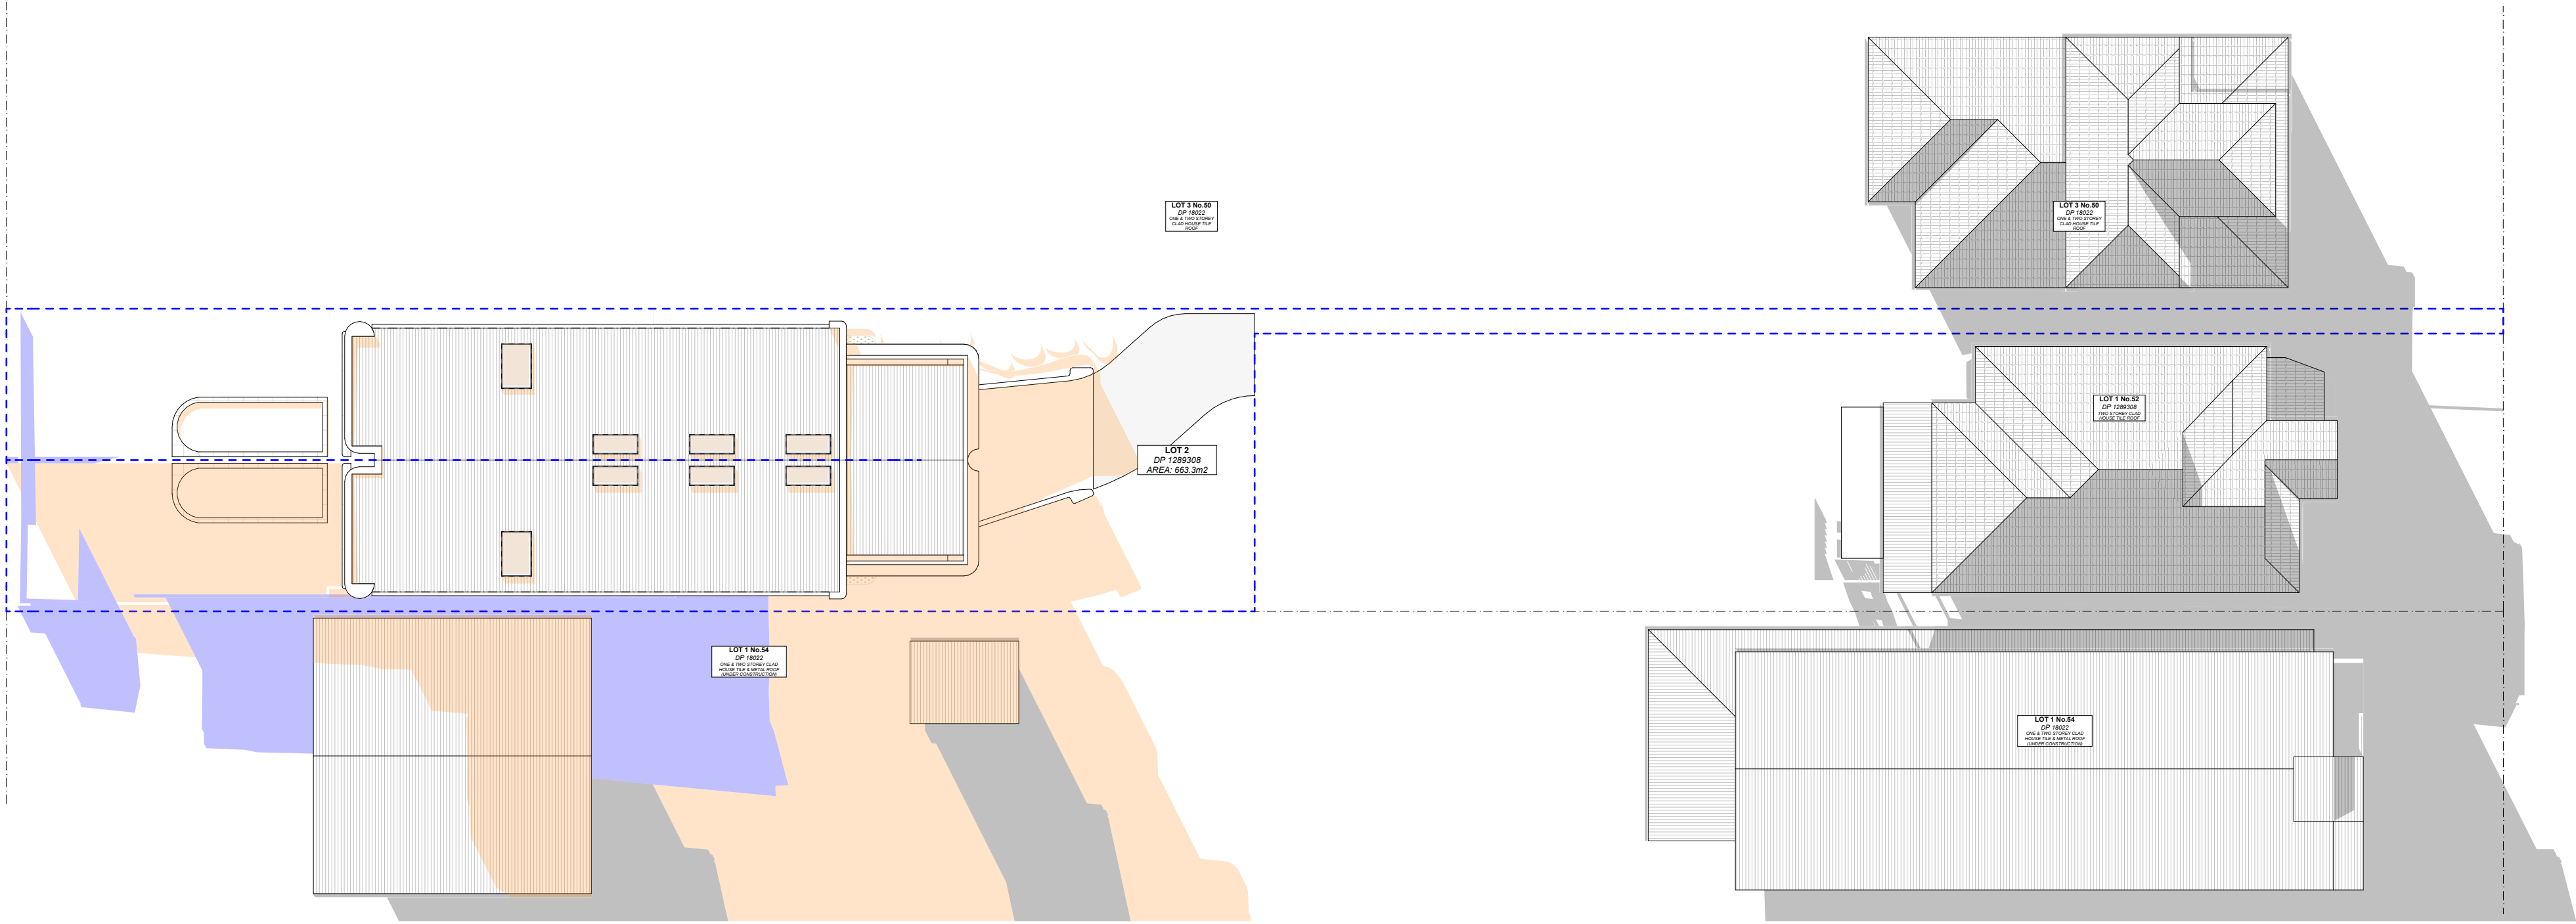 LOT 3 No.50
DP 18022
ONE & TWO STOREY
CLAD HOUSE TILE
ROOF
LOT 3 No.50
DP 18022
ONE & TWO STOREY
CLAD HOUSE TILE
ROOF
LOT 1 No.52
DP 1289308
TWO STOREY CLAD
HOUSE TILE ROOF
LOT 2
DP 1289308
AREA: 663.3m2
LOT 1 No.54
DP 18022
ONE & TWO STOREY CLAD
HOUSE TILE & METAL ROOF
(UNDER CONSTRUCTION)
LOT 1 No.54
DP 18022
ONE & TWO STOREY CLAD
HOUSE TILE & METAL ROOF
(UNDER CONSTRUCTION)